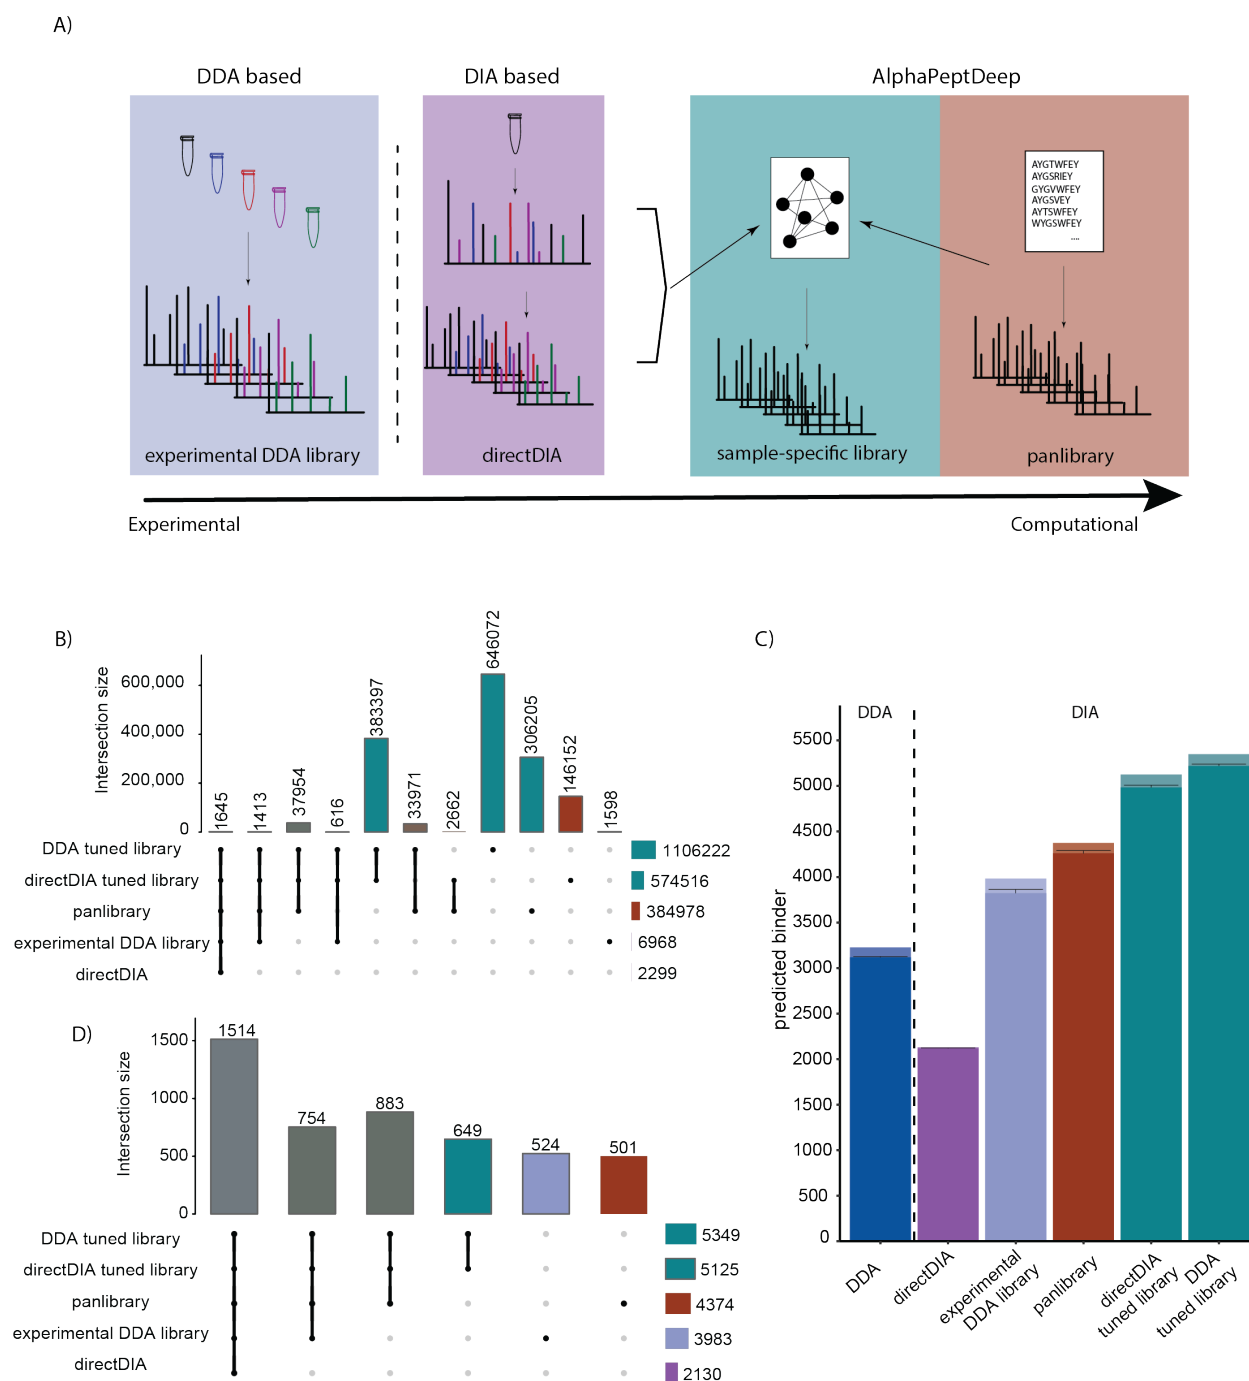 A)
DDA based
DIA based
AlphaPeptDeep
AYGTWFEY
AYGSRIEY
GYGVWFEY
AYGSVEY
AYTSWFEY
WYGSWFEY
....
experimental DDA library
directDIA
sample-specific library
panlibrary
Experimental
Computational
B)
Intersection size
600,000
400,000
200,000
0
1645
1413
37954
616
383397
33971
2662
646072
306205
146152
1598
DDA tuned library
1106222
directDIA tuned library
574516
panlibrary
384978
experimental DDA library
6968
directDIA
2299
C)
DDA
DIA
predicted binder
5500
5000
4500
4000
3500
3000
2500
2000
1500
1000
500
0
DDA
directDIA
experimental
DDA library
panlibrary
directDIA
tuned library
DDA
tuned library
D)
Intersection size
1500
1000
500
0
1514
754
883
649
524
501
DDA tuned library
5349
directDIA tuned library
5125
panlibrary
4374
experimental DDA library
3983
directDIA
2130